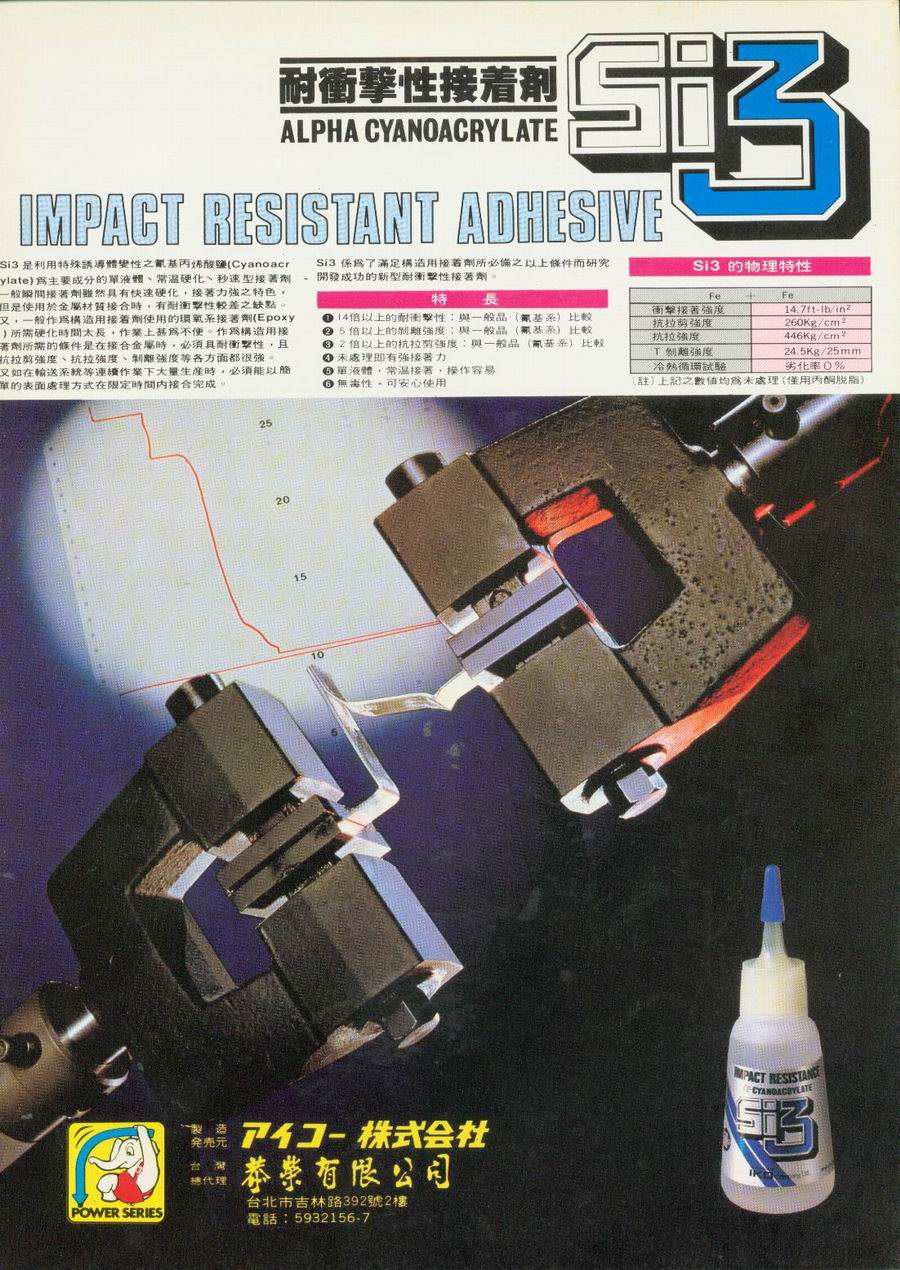 耐衝撃性接着剤
ALPHA CYANOACRYLATE
Si3
IMPACT RESISTANT ADHESIVE
Si3 是利用特殊誘導體變性之氰基丙烯酸鹽(Cyanoacr
ylate)爲主要成分的單液體、常温硬化、秒速型接著劑
一般瞬間接著劑雖然具有快速硬化，接著力強之特色，
但是使用於金屬材質接合時，有耐衝撃性較差之缺點。
又，一般作爲構造用接著劑使用的環氧系接著劑(Epoxy
)所需硬化時間太長，作業上甚爲不便。作爲構造用接
著劑所需的條件是在接合金屬時，必須具耐衝撃性，且
抗拉剪強度、抗拉強度、剝離強度等各方面都很強。
又如在輸送系統等連續作業下大量生産時，必須能以簡
單的表面處理方式在限定時間内接合完成。
Si3 係爲了滿足構造用接着劑所必備之以上條件而研究
開發成功的新型耐衝撃性接著劑。
特 長
❶ 14倍以上的耐衝撃性：與一般品（氰基系）比較
❷ 5倍以上的剝離強度：與一般品（氰基系）比較
❸ 2倍以上的抗拉剪強度：與一般品（氰基系）比較
❹ 未處理即有強接著力
❺ 單液體，常温接著，操作容易
❻ 無毒性，可安心使用
Si3 的物理特性
Fe + Fe
衝撃接著強度 14.7ft-lb/in²
抗拉剪強度 260Kg/cm²
抗拉強度 446Kg/cm²
T 剝離強度 24.5Kg/25mm
冷熱循環試驗 劣化率0%
〔註〕上記之數値均爲未處理(僅用丙酮脱脂)
25
20
15
10
5
IMPACT RESISTANCE
CYANOACRYLATE
Si3
POWER SERIES
製造
発売元
アイコー株式会社
台灣
總代理
恭榮有限公司
台北市吉林路392號2樓
電話：5932156-7